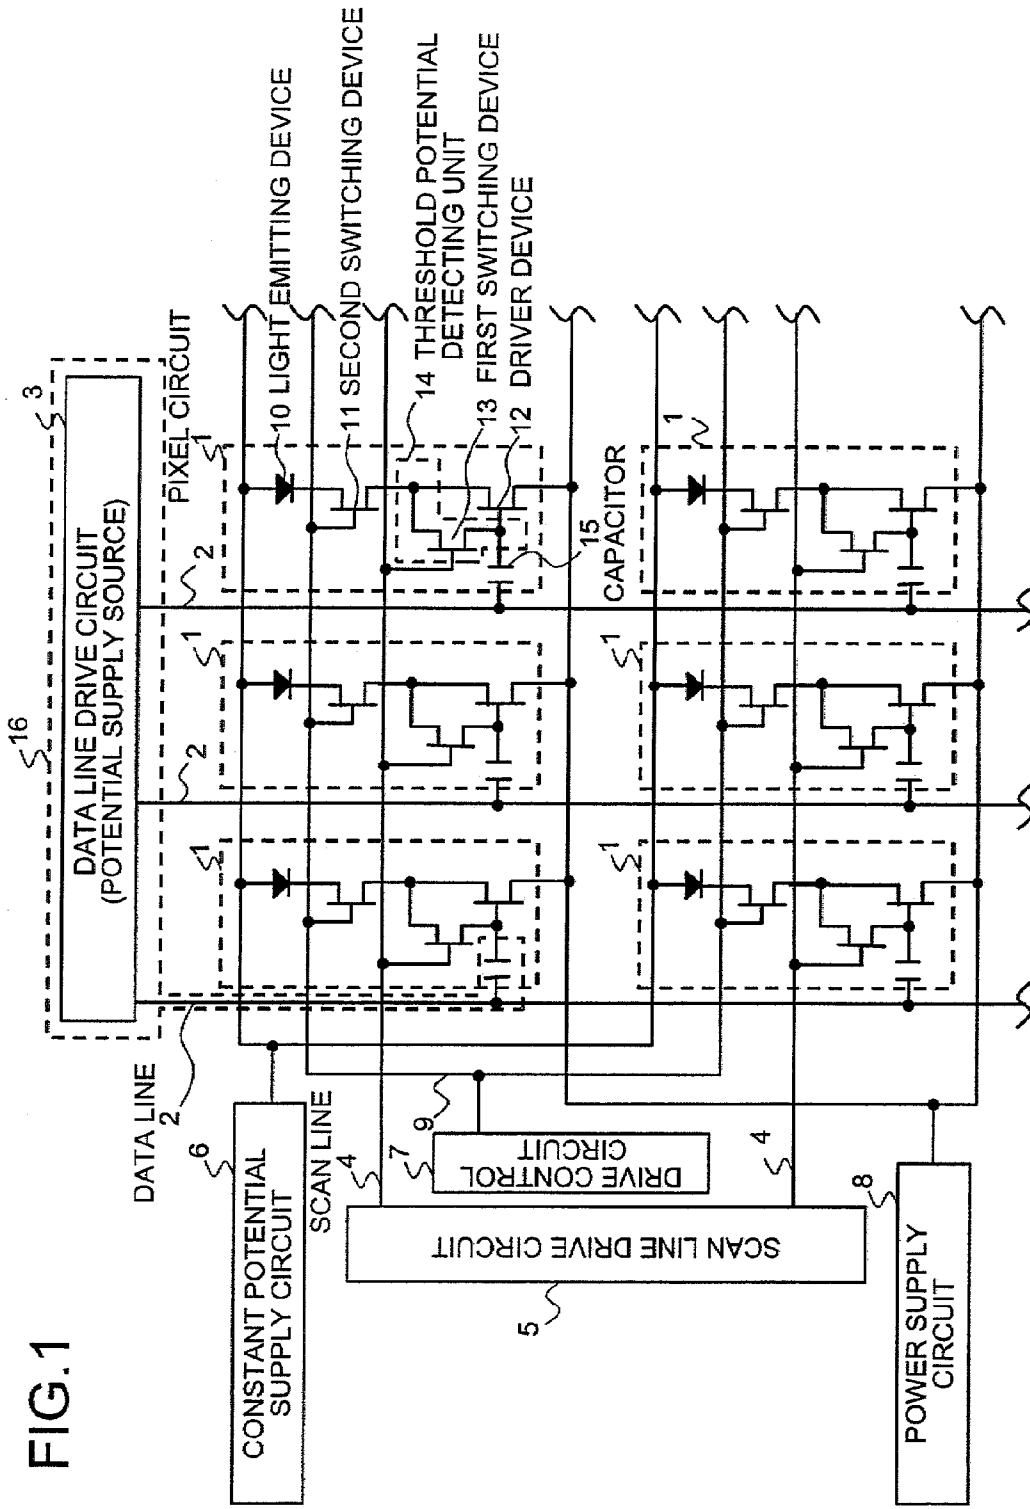 FIG.1
16
3
DATA LINE DRIVE CIRCUIT
(POTENTIAL SUPPLY SOURCE)
DATA LINE
2
2
2
PIXEL CIRCUIT
1
1
1
10 LIGHT EMITTING DEVICE
11 SECOND SWITCHING DEVICE
14 THRESHOLD POTENTIAL
DETECTING UNIT
13 FIRST SWITCHING DEVICE
12 DRIVER DEVICE
15
CAPACITOR
1
1
1
6
CONSTANT POTENTIAL
SUPPLY CIRCUIT
SCAN LINE
4
9
7
DRIVE CONTROL
CIRCUIT
4
SCAN LINE DRIVE CIRCUIT
5
8
POWER SUPPLY
CIRCUIT